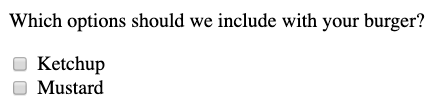 Which options should we include with your burger?
Ketchup
Mustard